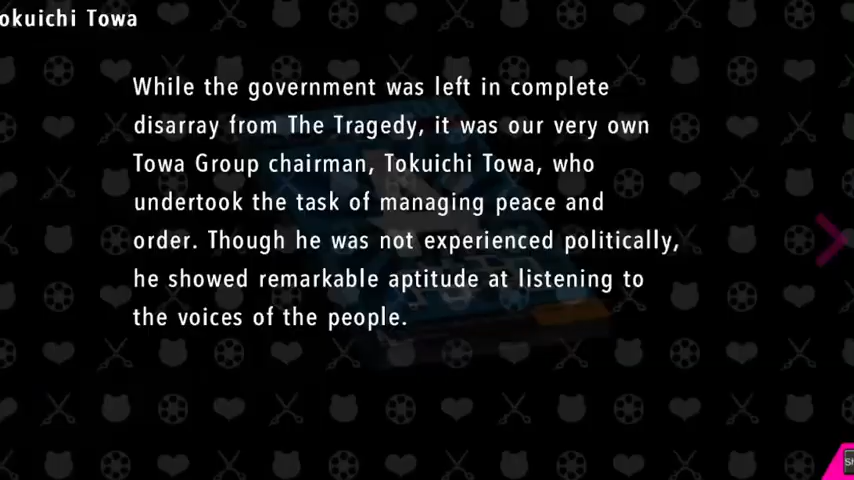 okuichi Towa
While the government was left in complete
disarray from The Tragedy, it was our very own
Towa Group chairman, Tokuichi Towa, who
undertook the task of managing peace and
order. Though he was not experienced politically,
he showed remarkable aptitude at listening to
the voices of the people.